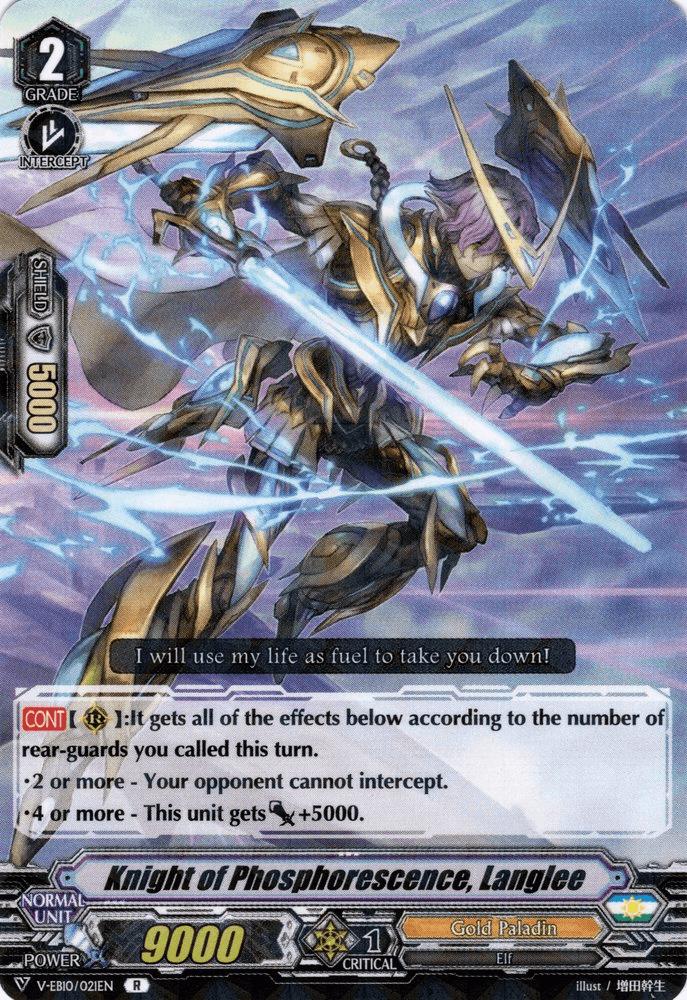 2
GRADE
INTERCEPT
SHIELD
5000
I will use my life as fuel to take you down!
CONT【 R 】:It gets all of the effects below according to the number of
rear-guards you called this turn.
・2 or more - Your opponent cannot intercept.
・4 or more - This unit gets +5000.
Knight of Phosphorescence, Langlee
NORMAL
UNIT
POWER
9000
1
CRITICAL
Gold Paladin
Elf
V-EB10/021EN R
illust / 増田幹生